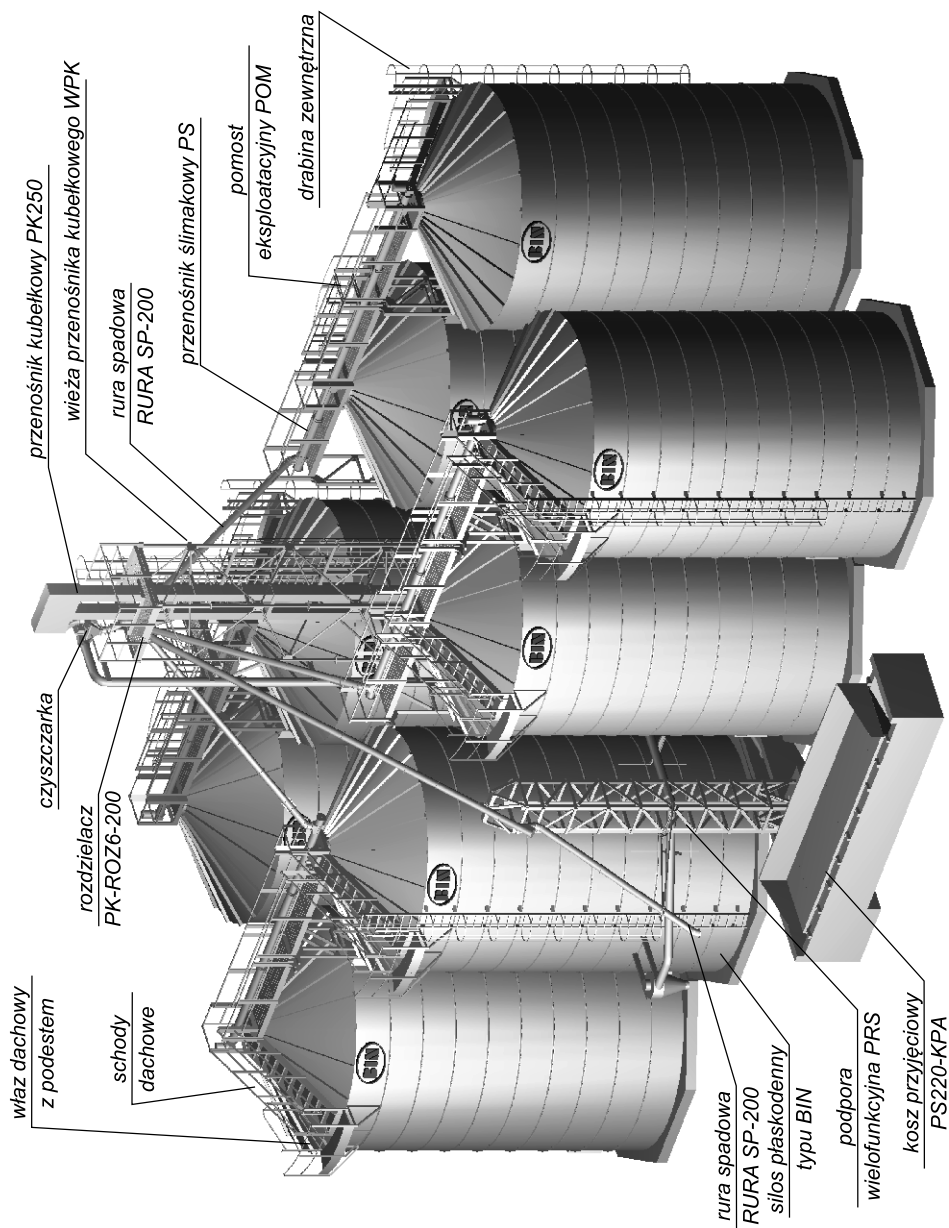 przenośnik kubełkowy PK250
wieża przenośnika kubełkowego WPK
rura spadowa
RURA SP-200
przenośnik ślimakowy PS
pomost
eksploatacyjny POM
drabina zewnętrzna
czyszczarka
rozdzielacz
PK-ROZ6-200
właz dachowy
z podestem
schody
dachowe
BIN
BIN
BIN
BIN
BIN
rura spadowa
RURA SP-200
silos płaskodenny
typu BIN
podpora
wielofunkcyjna PRS
kosz przyjęciowy
PS220-KPA